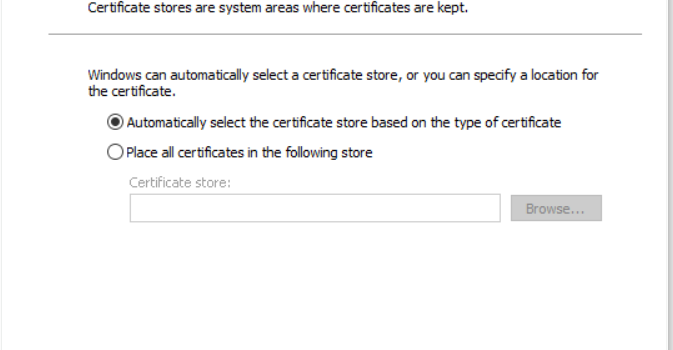 Certificate stores are system areas where certificates are kept.
Windows can automatically select a certificate store, or you can specify a location for
the certificate.
Automatically select the certificate store based on the type of certificate
Place all certificates in the following store
Certificate store:
Browse...